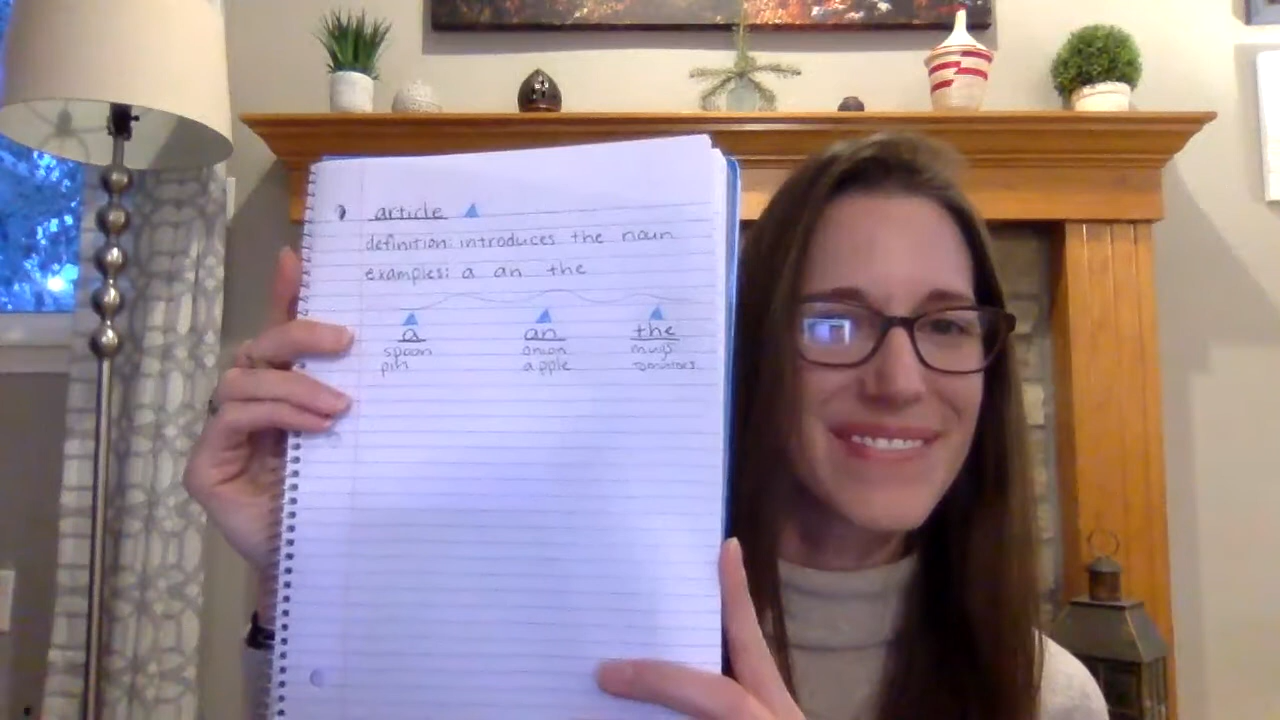 article
definition: introduces the noun
examples: a an the
a an the
spoon onion mugs
pin apple tomatoes